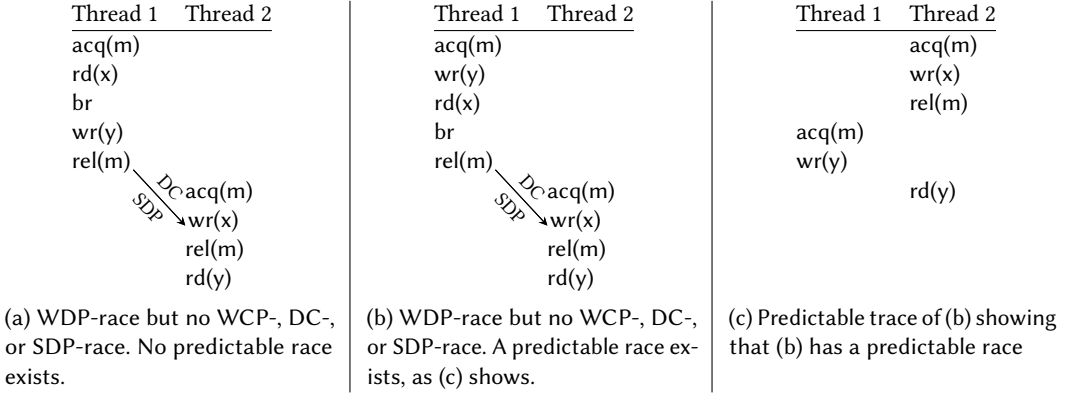 Thread 1 Thread 2
acq(m)
rd(x)
br
wr(y)
rel(m)
DC
SDP
acq(m)
wr(x)
rel(m)
rd(y)
(a) WDP-race but no WCP-, DC-,
or SDP-race. No predictable race
exists.
Thread 1 Thread 2
acq(m)
wr(y)
rd(x)
br
rel(m)
DC
SDP
acq(m)
wr(x)
rel(m)
rd(y)
(b) WDP-race but no WCP-, DC-,
or SDP-race. A predictable race ex-
ists, as (c) shows.
Thread 1 Thread 2
acq(m)
wr(x)
rel(m)
acq(m)
wr(y)
rd(y)
(c) Predictable trace of (b) showing
that (b) has a predictable race